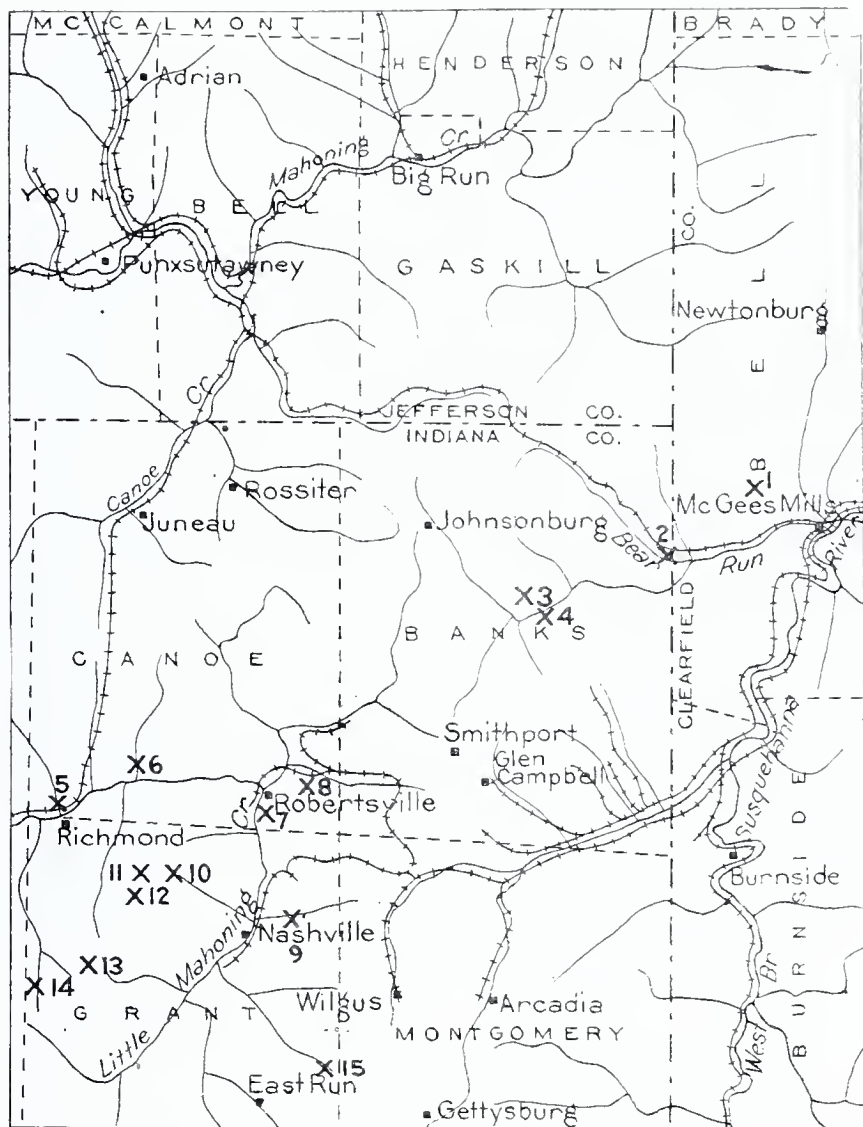 MC CALMONT
BRADY
HENDERSON
Adrian
Mahoning Cr.
Big Run
YOUNG
BELL
CO.
Punxsutawney
GASKILL
Newtonburg
BELL
Cr.
JEFFERSON CO.
INDIANA CO.
Canoe
Rossiter
X1
Juneau
Johnsonburg
McGees Mills
2
Bear Run
River
X3
X4
BANKS
CLEARFIELD
CANOE
Smithport
Glen
Campbell
X6
5
X8
Robertsville
X7
Cr.
Richmond
Susquehanna
Burnside
11X X10
X12
Mahoning
X
Nashville
9
X13
X14
GRANT
Wilgus
Arcadia
MONTGOMERY
West Br
BURNSIDE
Little
X115
East Run
Gettysburg